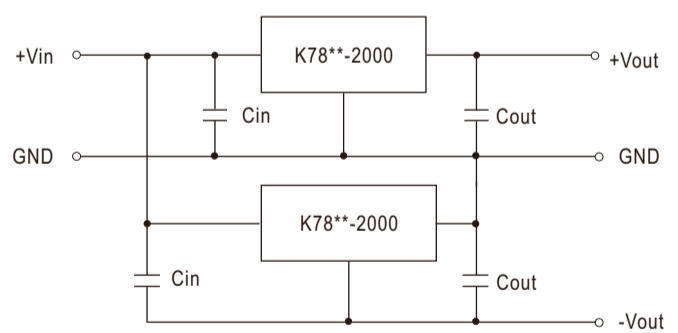 +Vin
K78**-2000
+Vout
Cin
Cout
GND
GND
K78**-2000
Cin
Cout
-Vout